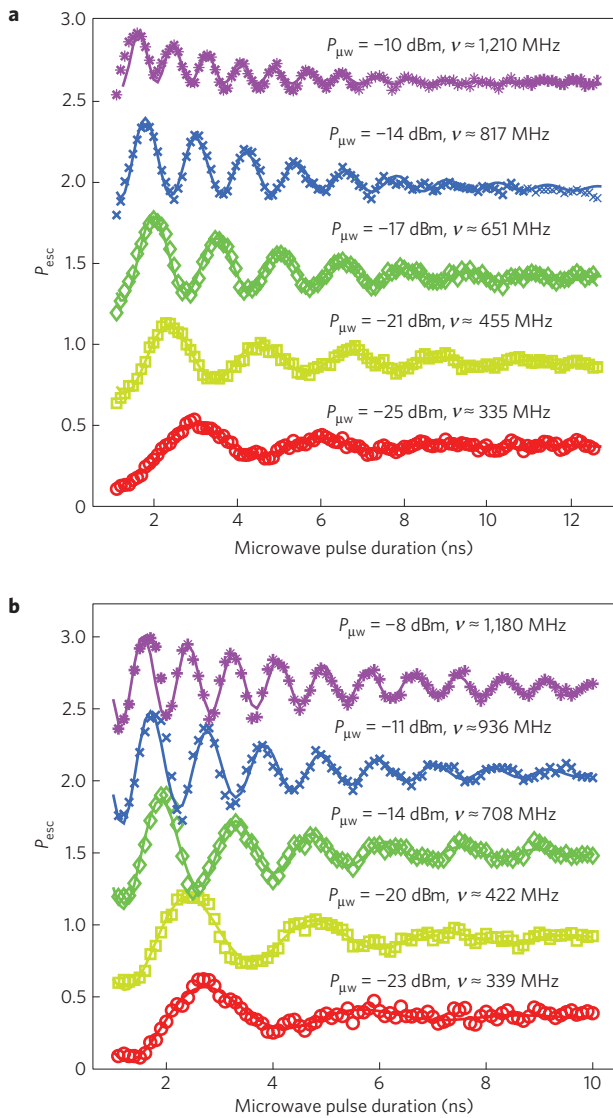 a
3.0
2.5
2.0
1.5
1.0
0.5
0
P_esc
P_μw = −10 dBm, ν ≈ 1,210 MHz
P_μw = −14 dBm, ν ≈ 817 MHz
P_μw = −17 dBm, ν ≈ 651 MHz
P_μw = −21 dBm, ν ≈ 455 MHz
P_μw = −25 dBm, ν ≈ 335 MHz
2 4 6 8 10 12
Microwave pulse duration (ns)
b
3.0
2.5
2.0
1.5
1.0
0.5
0
P_esc
P_μw = −8 dBm, ν ≈ 1,180 MHz
P_μw = −11 dBm, ν ≈936 MHz
P_μw = −14 dBm, ν ≈ 708 MHz
P_μw = −20 dBm, ν ≈ 422 MHz
P_μw = −23 dBm, ν ≈ 339 MHz
2 4 6 8 10
Microwave pulse duration (ns)